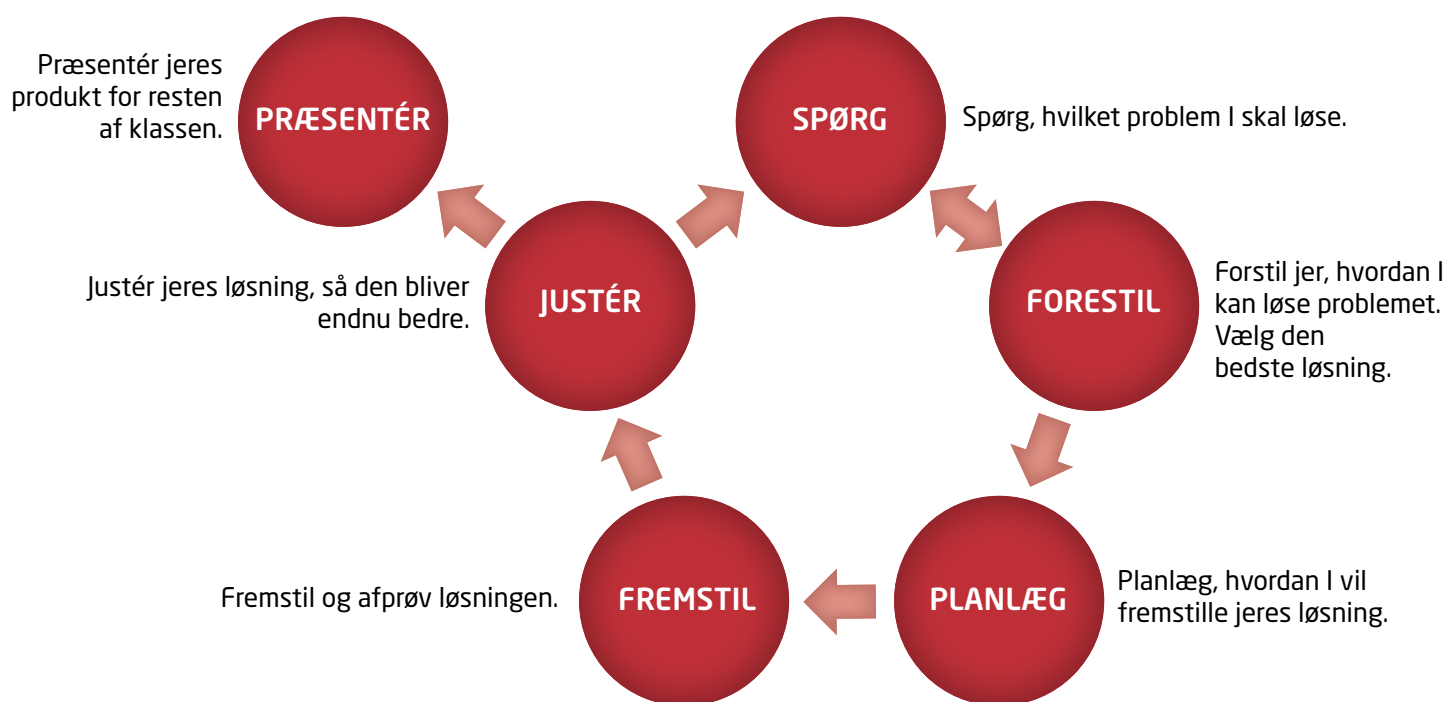 Præsentér jeres
produkt for resten
af klassen.
PRÆSENTÉR
SPØRG
Spørg, hvilket problem I skal løse.
Justér jeres løsning, så den bliver
endnu bedre.
JUSTÉR
FORESTIL
Forstil jer, hvordan I
kan løse problemet.
Vælg den
bedste løsning.
Fremstil og afprøv løsningen.
FREMSTIL
PLANLÆG
Planlæg, hvordan I vil
fremstille jeres løsning.